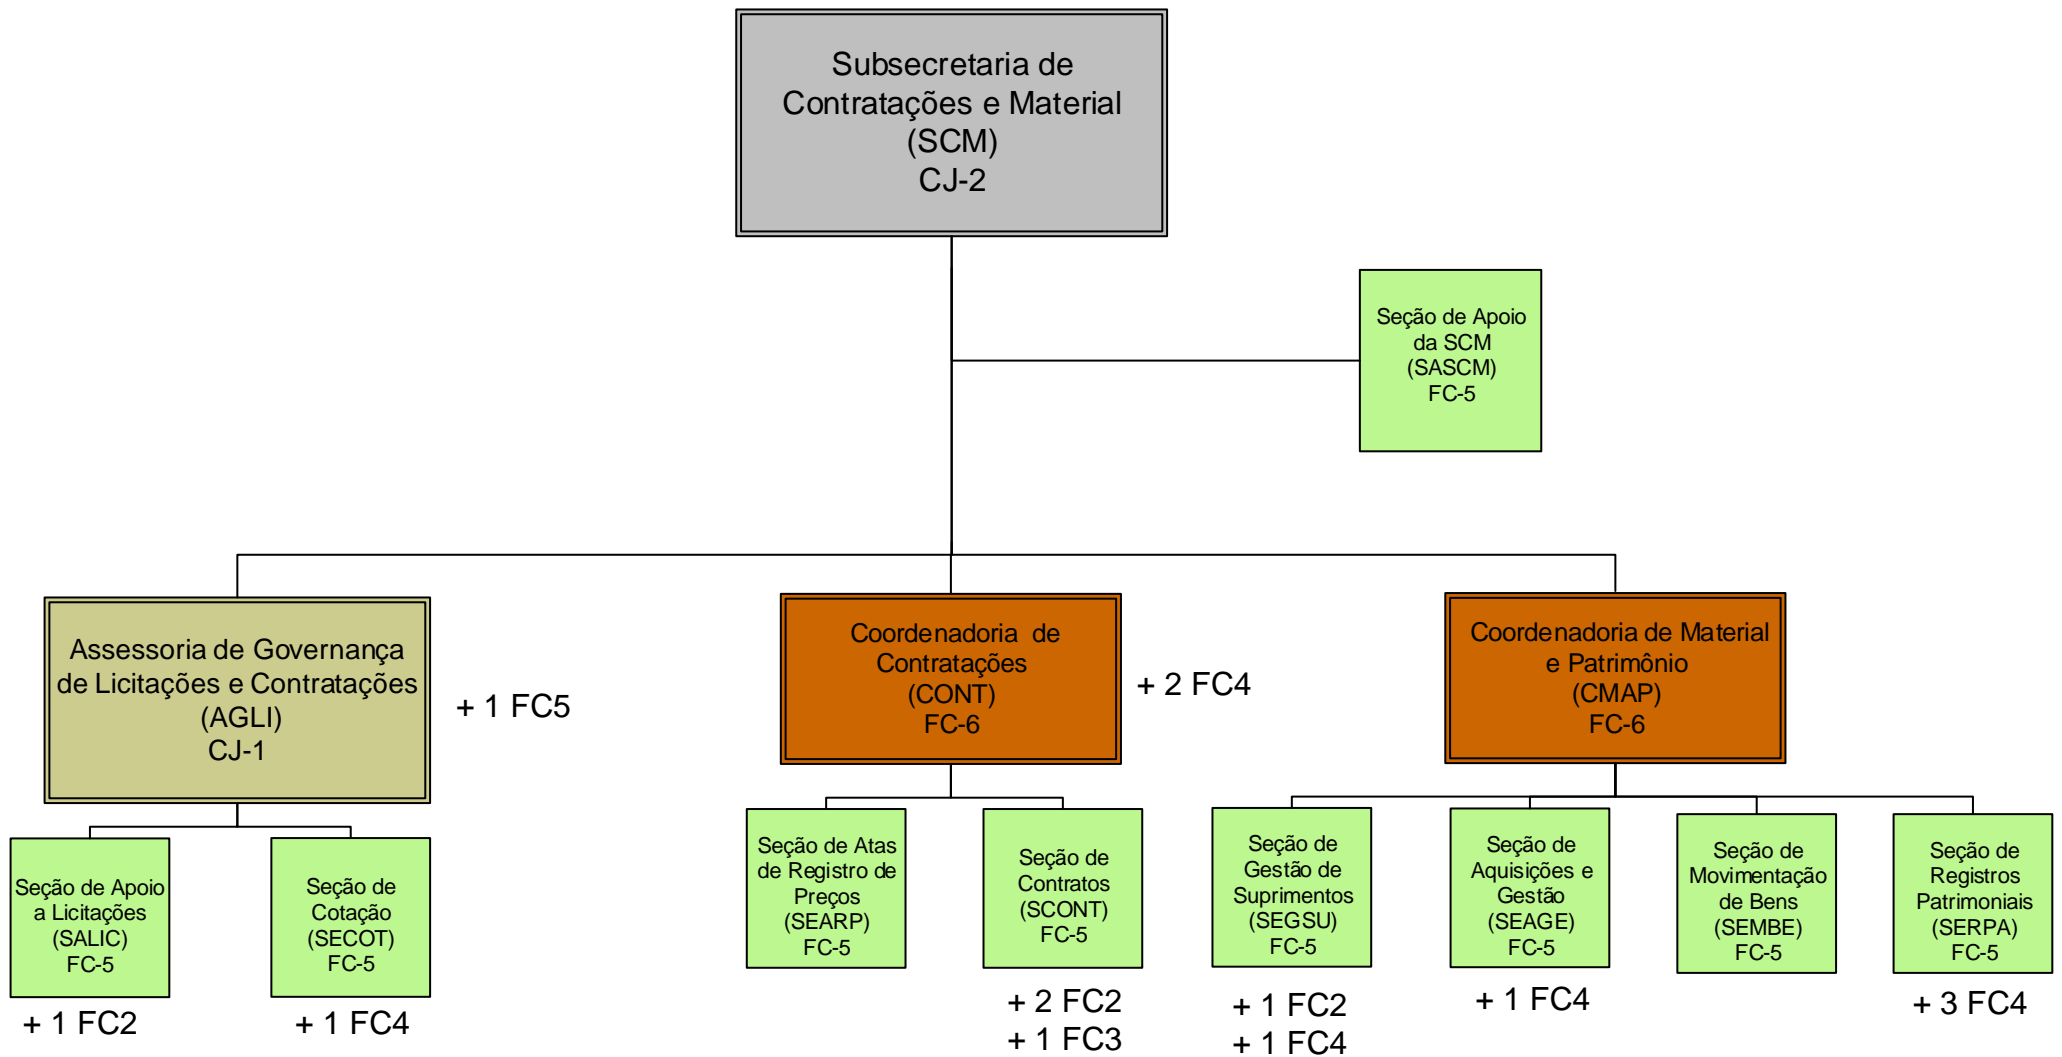 Subsecretaria de
Contratações e Material
(SCM)
CJ-2
Seção de Apoio
da SCM
(SASCM)
FC-5
Assessoria de Governança
de Licitações e Contratações
(AGLI)
CJ-1
+ 1 FC5
Coordenadoria de
Contratações
(CONT)
FC-6
+ 2 FC4
Coordenadoria de Material
e Patrimônio
(CMAP)
FC-6
Seção de Apoio
a Licitações
(SALIC)
FC-5
+ 1 FC2
Seção de
Cotação
(SECOT)
FC-5
+ 1 FC4
Seção de Atas
de Registro de
Preços
(SEARP)
FC-5
Seção de
Contratos
(SCONT)
FC-5
+ 2 FC2
+ 1 FC3
Seção de
Gestão de
Suprimentos
(SEGSU)
FC-5
+ 1 FC2
+ 1 FC4
Seção de
Aquisições e
Gestão
(SEAGE)
FC-5
+ 1 FC4
Seção de
Movimentação
de Bens
(SEMBE)
FC-5
Seção de
Registros
Patrimoniais
(SERPA)
FC-5
+ 3 FC4